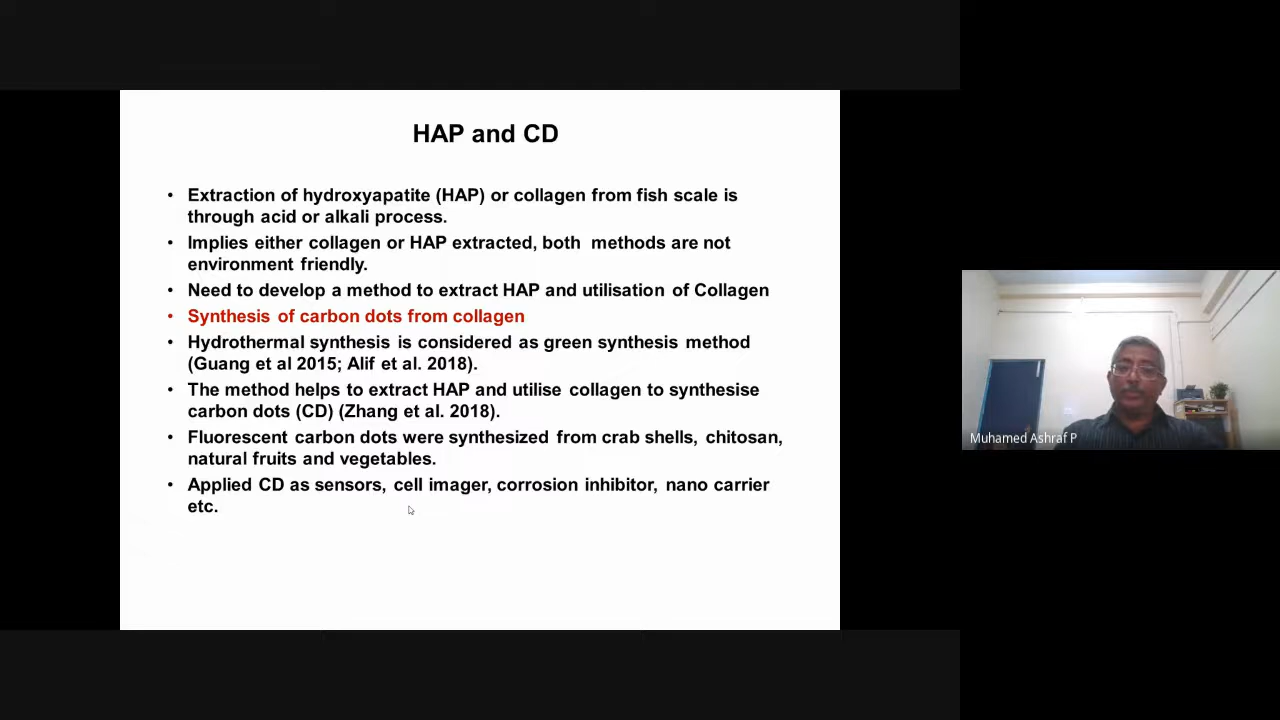 HAP and CD
• Extraction of hydroxyapatite (HAP) or collagen from fish scale is
through acid or alkali process.
• Implies either collagen or HAP extracted, both methods are not
environment friendly.
• Need to develop a method to extract HAP and utilisation of Collagen
• Synthesis of carbon dots from collagen
• Hydrothermal synthesis is considered as green synthesis method
(Guang et al 2015; Alif et al. 2018).
• The method helps to extract HAP and utilise collagen to synthesise
carbon dots (CD) (Zhang et al. 2018).
• Fluorescent carbon dots were synthesized from crab shells, chitosan,
natural fruits and vegetables.
• Applied CD as sensors, cell imager, corrosion inhibitor, nano carrier
etc.
Muhamed Ashraf P